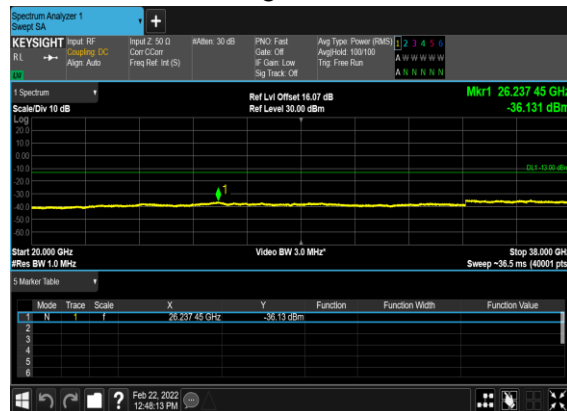 Spectrum Analyzer 1
Swept SA
+
KEYSIGHT
RL
Input: RF
Coupling: DC
Align: Auto
Input Z: 50 Ω
Corr CCorr
Freq Ref: Int (S)
#Atten: 30 dB
PNO: Fast
Gate: Off
IF Gain: Low
Sig Track: Off
Avg Type: Power (RMS)
Avg|Hold: 100/100
Trig: Free Run
1 2 3 4 5 6
A W W W W W
A N N N N N
1 Spectrum
Scale/Div 10 dB
Ref Lvl Offset 16.07 dB
Ref Level 30.00 dBm
Mkr1 26.237 45 GHz
-36.131 dBm
Log
20.0
10.0
0.00
-10.0
-20.0
-30.0
-40.0
-50.0
-60.0
DL1 -13.00 dBm
1
Start 20.000 GHz
#Res BW 1.0 MHz
Video BW 3.0 MHz*
Stop 38.000 GHz
Sweep ~36.5 ms (40001 pts)
5 Marker Table
Mode Trace Scale X Y Function Function Width Function Value
1 N 1 f 26.237 45 GHz -36.13 dBm
2
3
4
5
6
?
Feb 22, 2022
12:48:13 PM